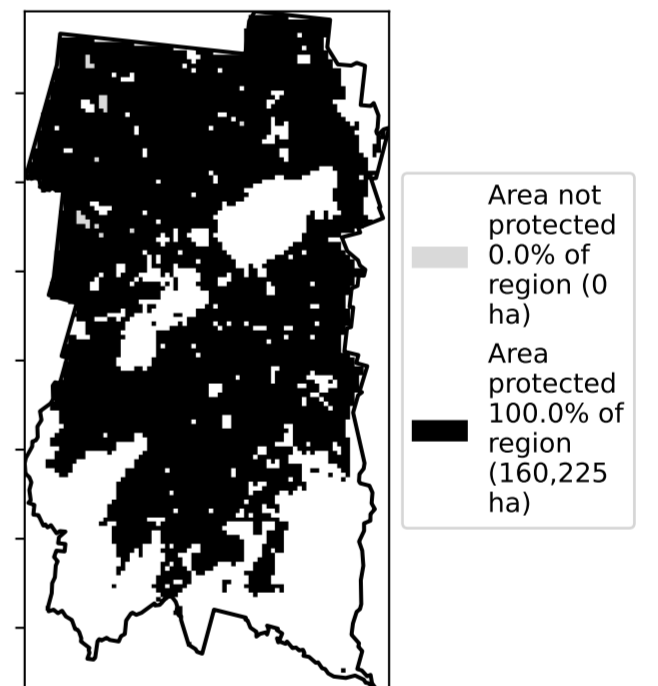 Area not
protected
0.0% of
region (0
ha)
Area
protected
100.0% of
region
(160,225
ha)